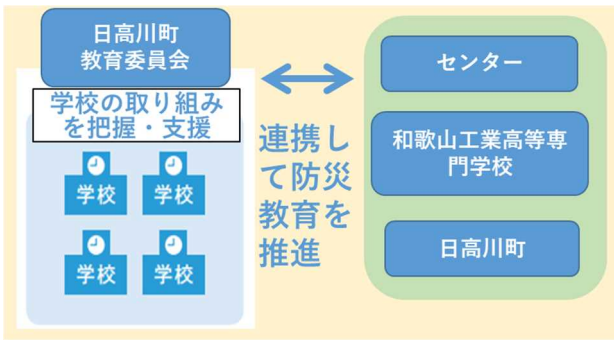 日高川町
教育委員会
学校の取り組み
を把握・支援
学校
学校
学校
学校
連携し
て防災
教育を
推進
センター
和歌山工業高等専
門学校
日高川町